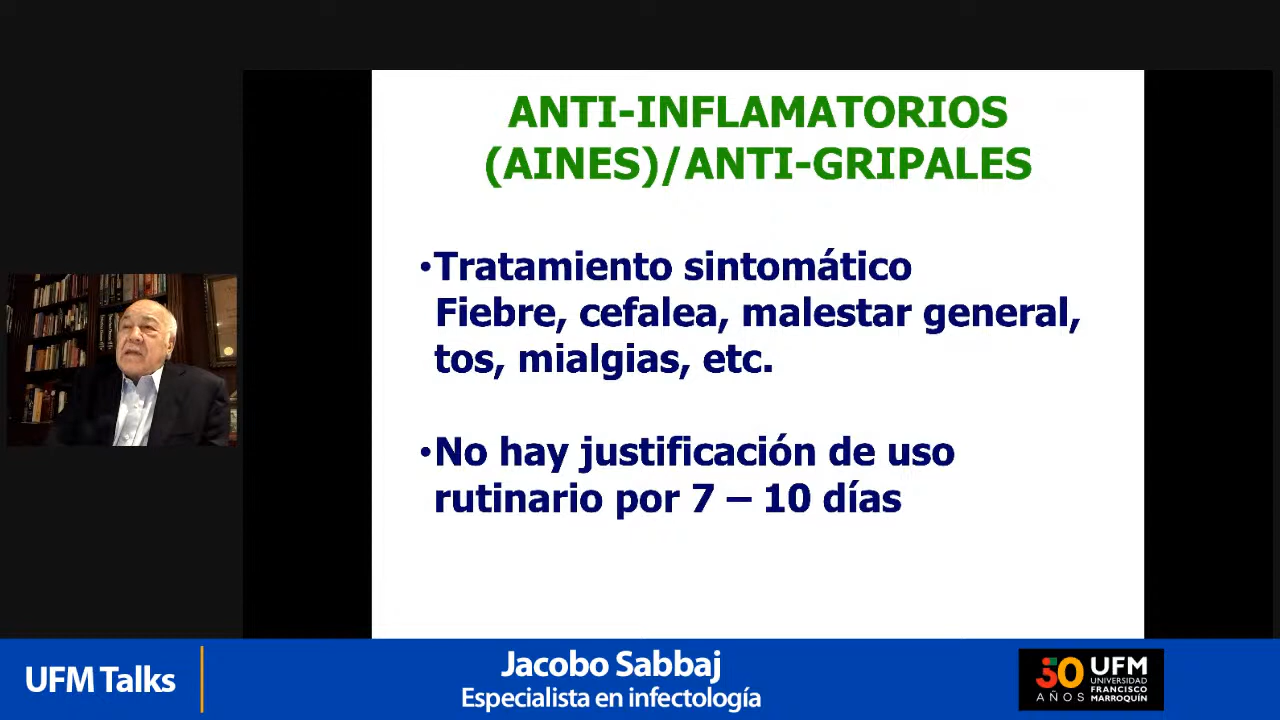 ANTI-INFLAMATORIOS
(AINES)/ANTI-GRIPALES
•Tratamiento sintomático
Fiebre, cefalea, malestar general,
tos, mialgias, etc.
•No hay justificación de uso
rutinario por 7 – 10 días
UFM Talks
Jacobo Sabbaj
Especialista en infectología
50
AÑOS
UFM
UNIVERSIDAD
FRANCISCO
MARROQUÍN